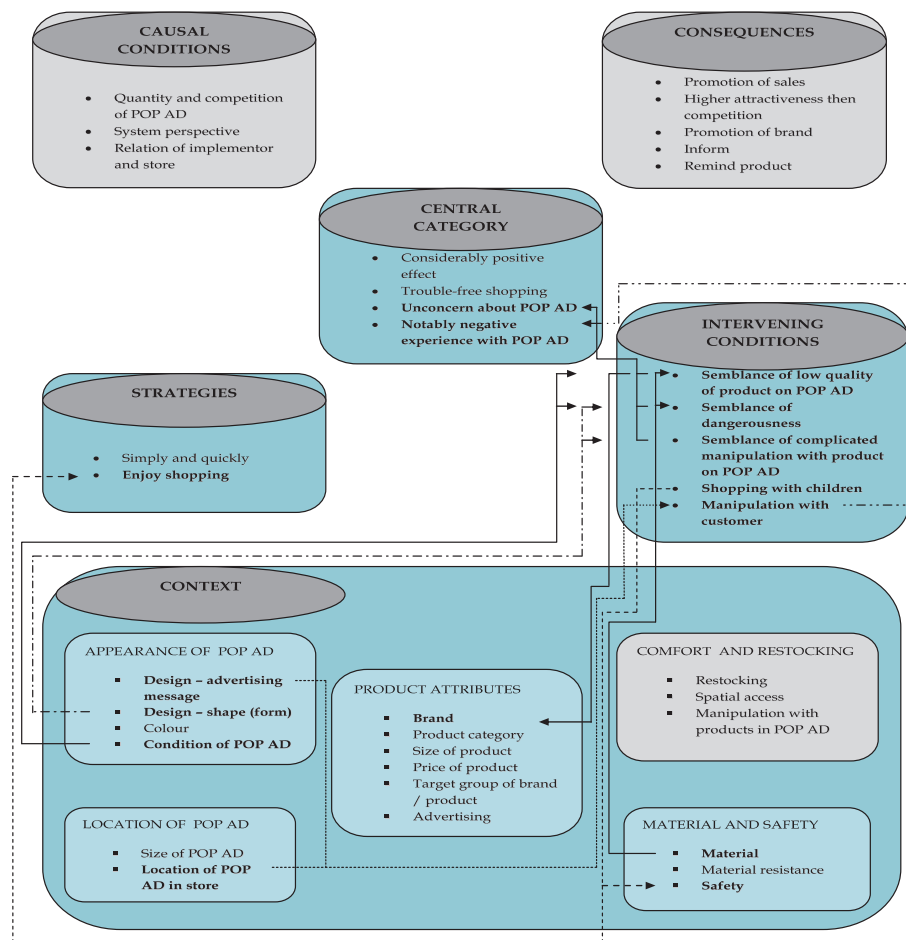 CAUSAL
CONDITIONS
• Quantity and competition
of POP AD
• System perspective
• Relation of implementor
and store
CONSEQUENCES
• Promotion of sales
• Higher attractiveness then
competition
• Promotion of brand
• Inform
• Remind product
CENTRAL
CATEGORY
• Considerably positive
effect
• Trouble-free shopping
• Unconcern about POP AD
• Notably negative
experience with POP AD
INTERVENING
CONDITIONS
• Semblance of low quality
of product on POP AD
• Semblance of
dangerousness
• Semblance of complicated
manipulation with product
on POP AD
• Shopping with children
• Manipulation with
customer
STRATEGIES
• Simply and quickly
• Enjoy shopping
CONTEXT
APPEARANCE OF POP AD
▪ Design – advertising
message
▪ Design – shape (form)
▪ Colour
▪ Condition of POP AD
PRODUCT ATTRIBUTES
▪ Brand
▪ Product category
▪ Size of product
▪ Price of product
▪ Target group of brand
/ product
▪ Advertising
COMFORT AND RESTOCKING
▪ Restocking
▪ Spatial access
▪ Manipulation with
products in POP AD
LOCATION OF POP AD
▪ Size of POP AD
▪ Location of POP
AD in store
MATERIAL AND SAFETY
▪ Material
▪ Material resistance
▪ Safety